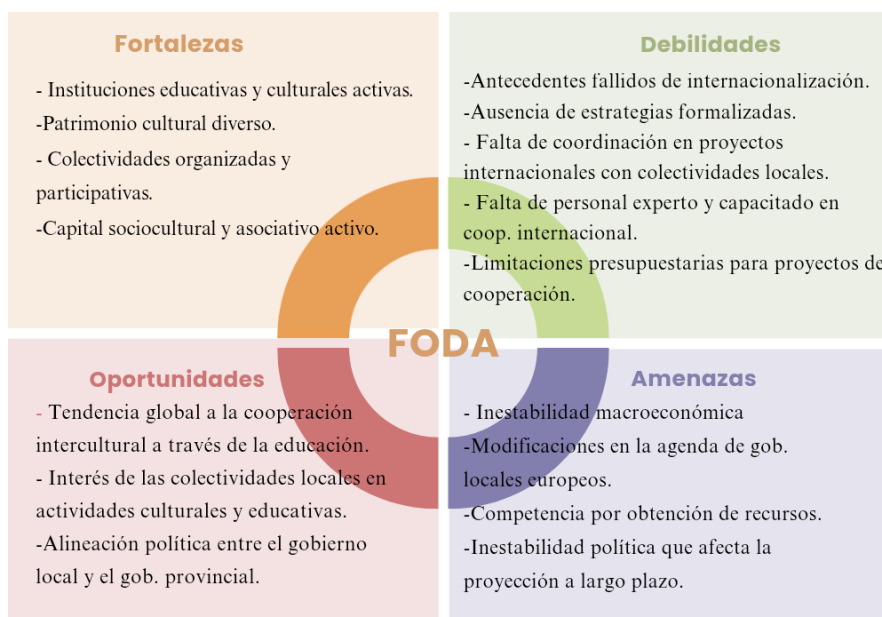 Fortalezas
- Instituciones educativas y culturales activas.
-Patrimonio cultural diverso.
- Colectividades organizadas y
participativas.
-Capital sociocultural y asociativo activo.
Debilidades
-Antecedentes fallidos de internacionalización.
-Ausencia de estrategias formalizadas.
- Falta de coordinación en proyectos
internacionales con colectividades locales.
- Falta de personal experto y capacitado en
coop. internacional.
-Limitaciones presupuestarias para proyectos de
cooperación.
FODA
Oportunidades
- Tendencia global a la cooperación
intercultural a través de la educación.
- Interés de las colectividades locales en
actividades culturales y educativas.
-Alineación política entre el gobierno
local y el gob. provincial.
Amenazas
- Inestabilidad macroeconómica
-Modificaciones en la agenda de gob.
locales europeos.
-Competencia por obtención de recursos.
-Inestabilidad política que afecta la
proyección a largo plazo.